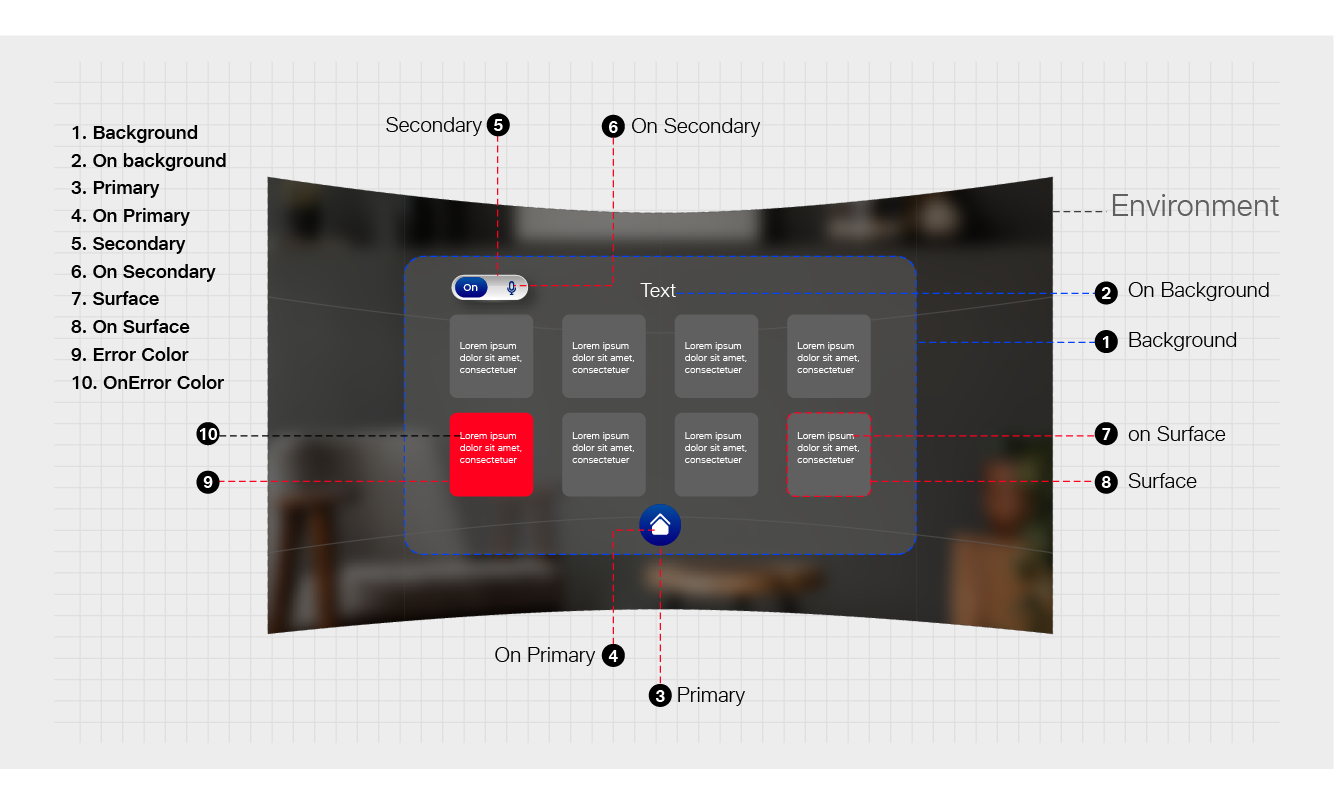 1. Background
2. On background
3. Primary
4. On Primary
5. Secondary
6. On Secondary
7. Surface
8. On Surface
9. Error Color
10. OnError Color
Secondary 5
6 On Secondary
Environment
On
Text
2 On Background
1 Background
Lorem ipsum
dolor sit amet,
consectetuer
Lorem ipsum
dolor sit amet,
consectetuer
Lorem ipsum
dolor sit amet,
consectetuer
Lorem ipsum
dolor sit amet,
consectetuer
10
9
Lorem ipsum
dolor sit amet,
consectetuer
Lorem ipsum
dolor sit amet,
consectetuer
Lorem ipsum
dolor sit amet,
consectetuer
Lorem ipsum
dolor sit amet,
consectetuer
7 on Surface
8 Surface
On Primary 4
3 Primary